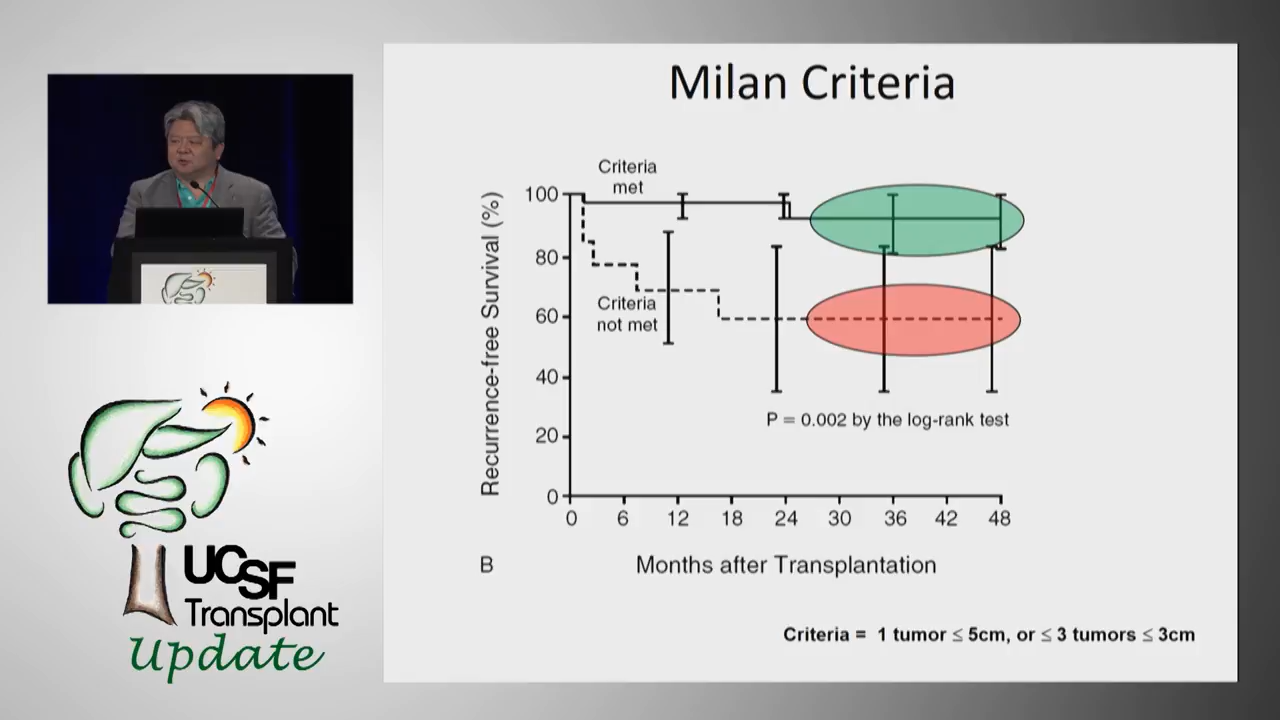 Milan Criteria
Criteria
met
100
80
60
40
20
0
Recurrence-free Survival (%)
Criteria
not met
P = 0.002 by the log-rank test
0 6 12 18 24 30 36 42 48
B
Months after Transplantation
Criteria = 1 tumor ≤ 5cm, or ≤ 3 tumors ≤ 3cm
UCSF
Transplant
Update